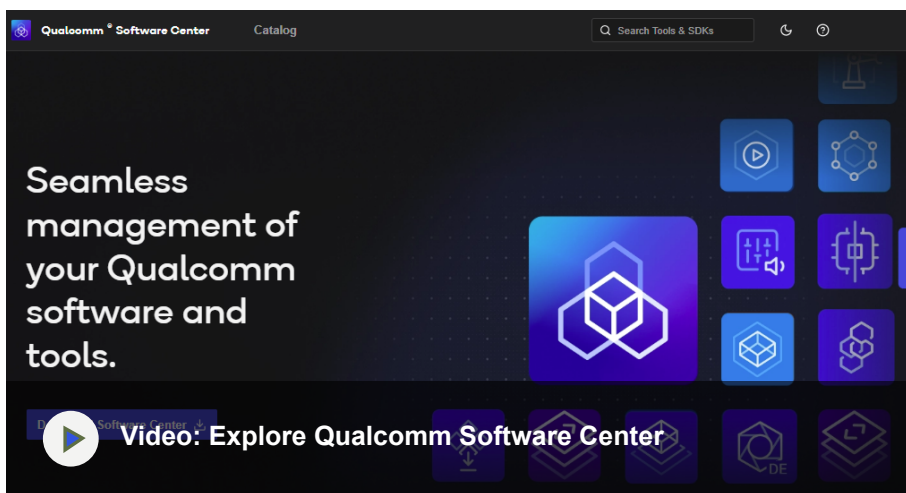 Qualcomm ® Software Center
Catalog
Search Tools & SDKs
Seamless
management of
your Qualcomm
software and
tools.
Software Center
Video: Explore Qualcomm Software Center
DE